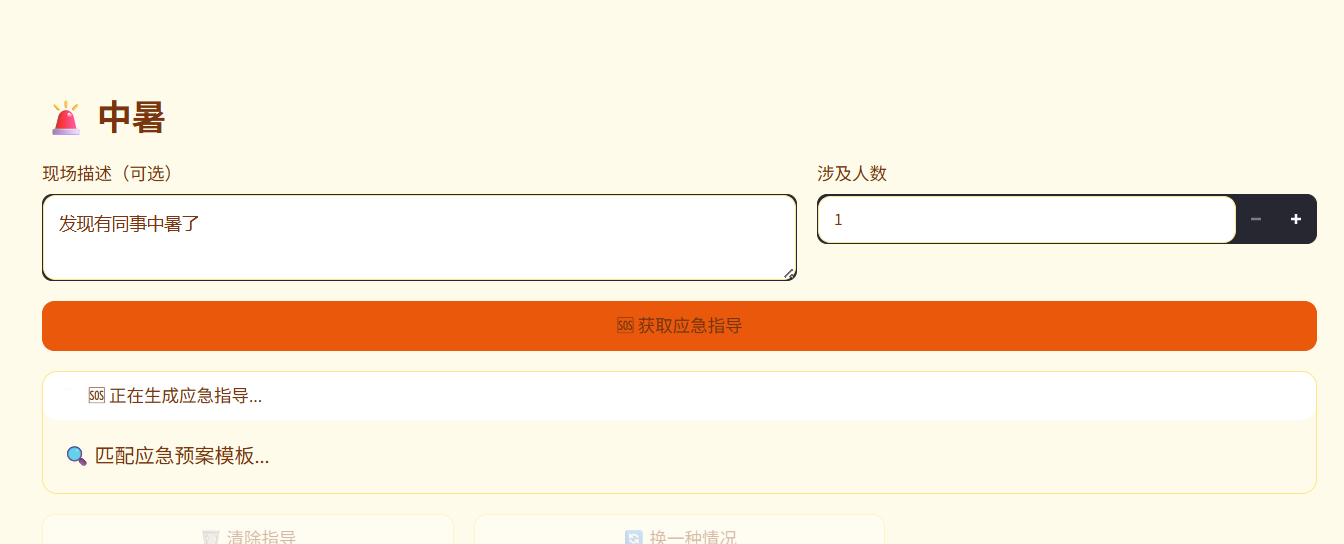 中暑
现场描述（可选）
涉及人数
发现有同事中暑了
1
SOS 获取应急指导
SOS 正在生成应急指导...
匹配应急预案模板...
清除指导
换一种情况